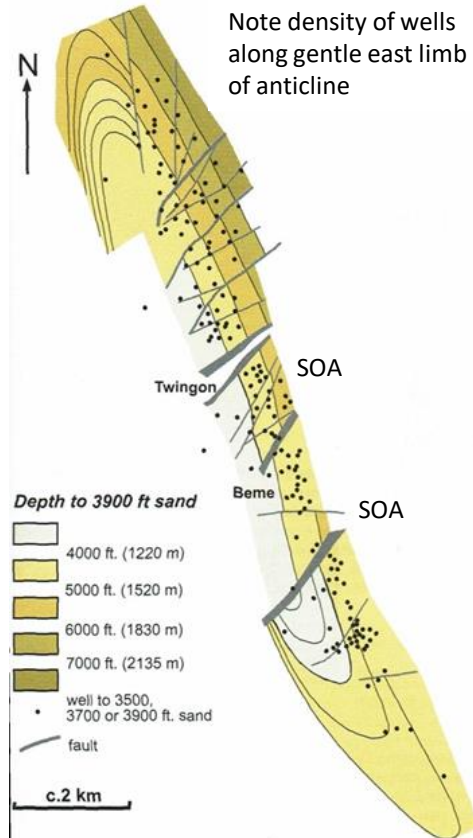 Note density of wells
along gentle east limb
of anticline
N
SOA
Twingon
Beme
SOA
Depth to 3900 ft sand
4000 ft. (1220 m)
5000 ft. (1520 m)
6000 ft. (1830 m)
7000 ft. (2135 m)
well to 3500,
3700 or 3900 ft. sand
fault
c.2 km